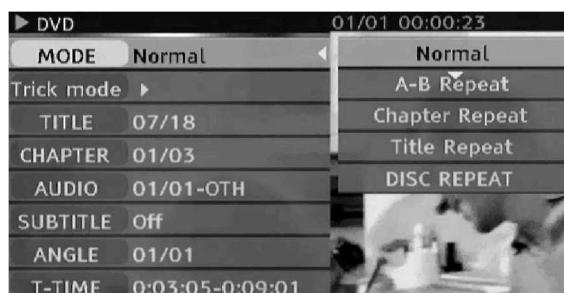 DVD 01/01 00:00:23
MODE Normal
Trick mode
TITLE 07/18
CHAPTER 01/03
AUDIO 01/01-OTH
SUBTITLE Off
ANGLE 01/01
T-TIME 0:03:05-0:09:01
Normal
A-B Repeat
Chapter Repeat
Title Repeat
DISC REPEAT